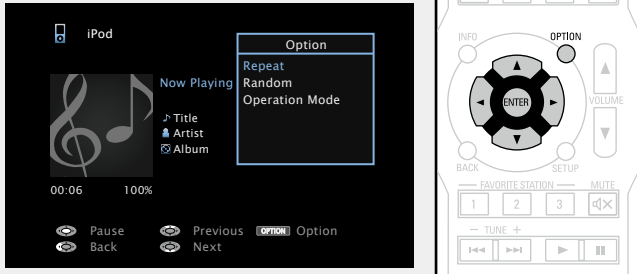 iPod
Option
Repeat
Random
Operation Mode
Now Playing
Title
Artist
Album
00:06 100%
Pause Previous OPTION Option
Back Next
INFO OPTION
ENTER
VOLUME
BACK SETUP
FAVORITE STATION MUTE
1 2 3
− TUNE +